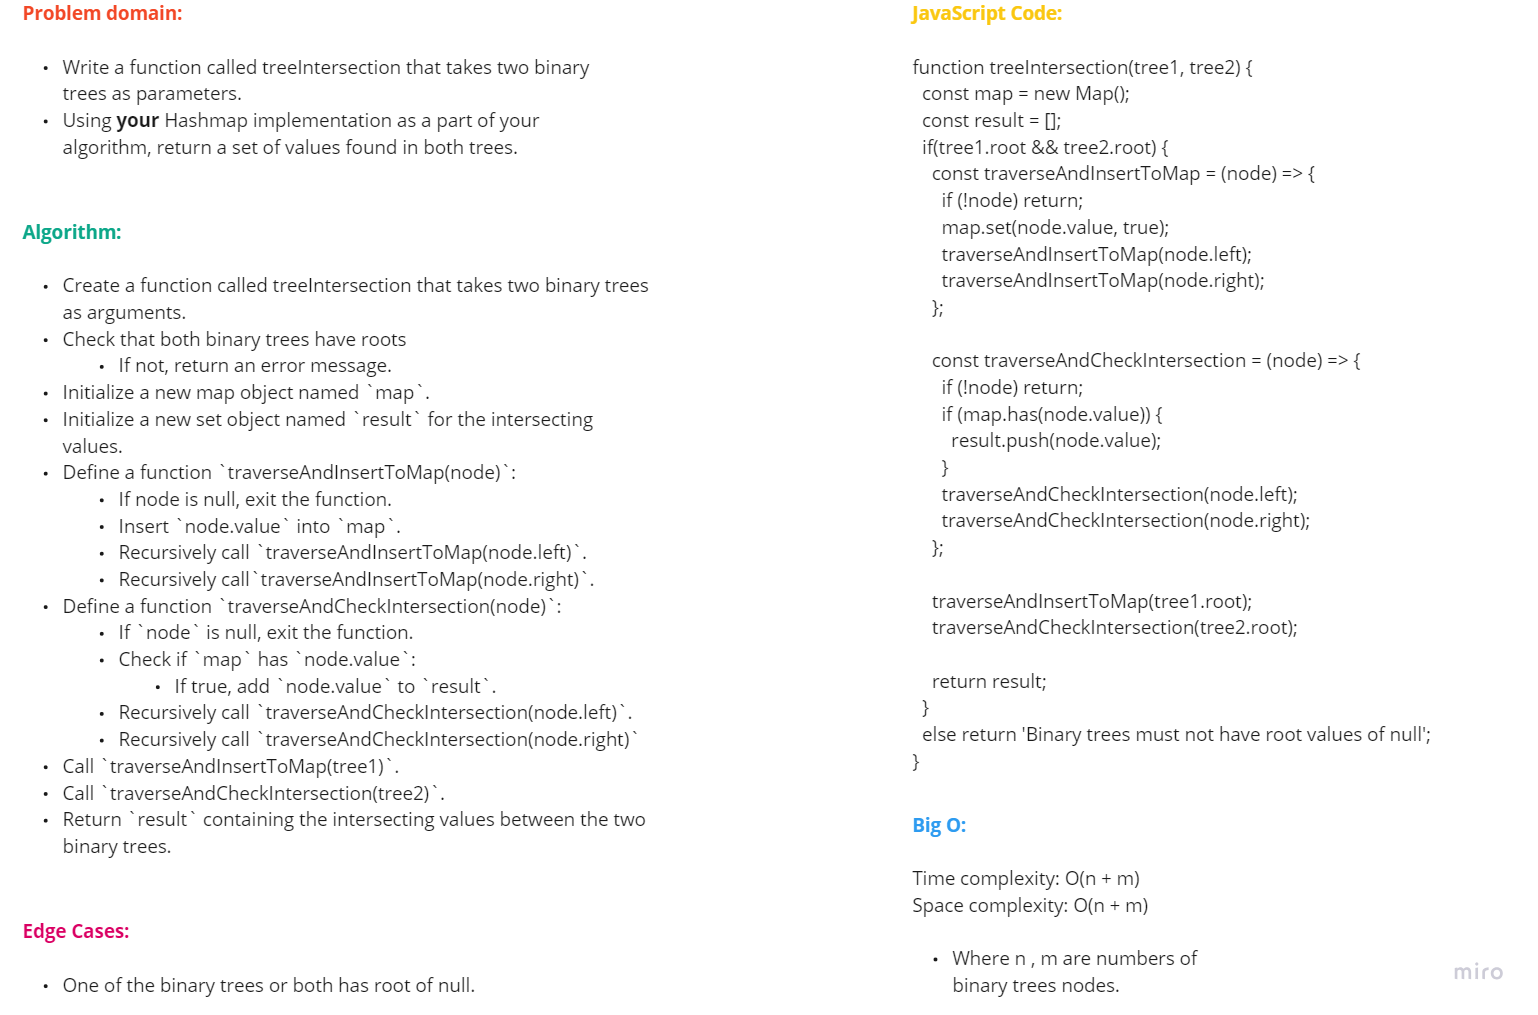 Problem domain:
• Write a function called treeIntersection that takes two binary
trees as parameters.
• Using your Hashmap implementation as a part of your
algorithm, return a set of values found in both trees.
Algorithm:
• Create a function called treeIntersection that takes two binary trees
as arguments.
• Check that both binary trees have roots
• If not, return an error message.
• Initialize a new map object named `map`.
• Initialize a new set object named `result` for the intersecting
values.
• Define a function `traverseAndInsertToMap(node)`:
• If node is null, exit the function.
• Insert `node.value` into `map`.
• Recursively call `traverseAndInsertToMap(node.left)`.
• Recursively call`traverseAndInsertToMap(node.right)`.
• Define a function `traverseAndCheckIntersection(node)`:
• If `node` is null, exit the function.
• Check if `map` has `node.value`:
• If true, add `node.value` to `result`.
• Recursively call `traverseAndCheckIntersection(node.left)`.
• Recursively call `traverseAndCheckIntersection(node.right)`
• Call `traverseAndInsertToMap(tree1)`.
• Call `traverseAndCheckIntersection(tree2)`.
• Return `result` containing the intersecting values between the two
binary trees.
Edge Cases:
• One of the binary trees or both has root of null.
JavaScript Code:
function treeIntersection(tree1, tree2) {
const map = new Map();
const result = [];
if(tree1.root && tree2.root) {
const traverseAndInsertToMap = (node) => {
if (!node) return;
map.set(node.value, true);
traverseAndInsertToMap(node.left);
traverseAndInsertToMap(node.right);
};
const traverseAndCheckIntersection = (node) => {
if (!node) return;
if (map.has(node.value)) {
result.push(node.value);
}
traverseAndCheckIntersection(node.left);
traverseAndCheckIntersection(node.right);
};
traverseAndInsertToMap(tree1.root);
traverseAndCheckIntersection(tree2.root);
return result;
}
else return 'Binary trees must not have root values of null';
}
Big O:
Time complexity: O(n + m)
Space complexity: O(n + m)
• Where n , m are numbers of
binary trees nodes.
miro